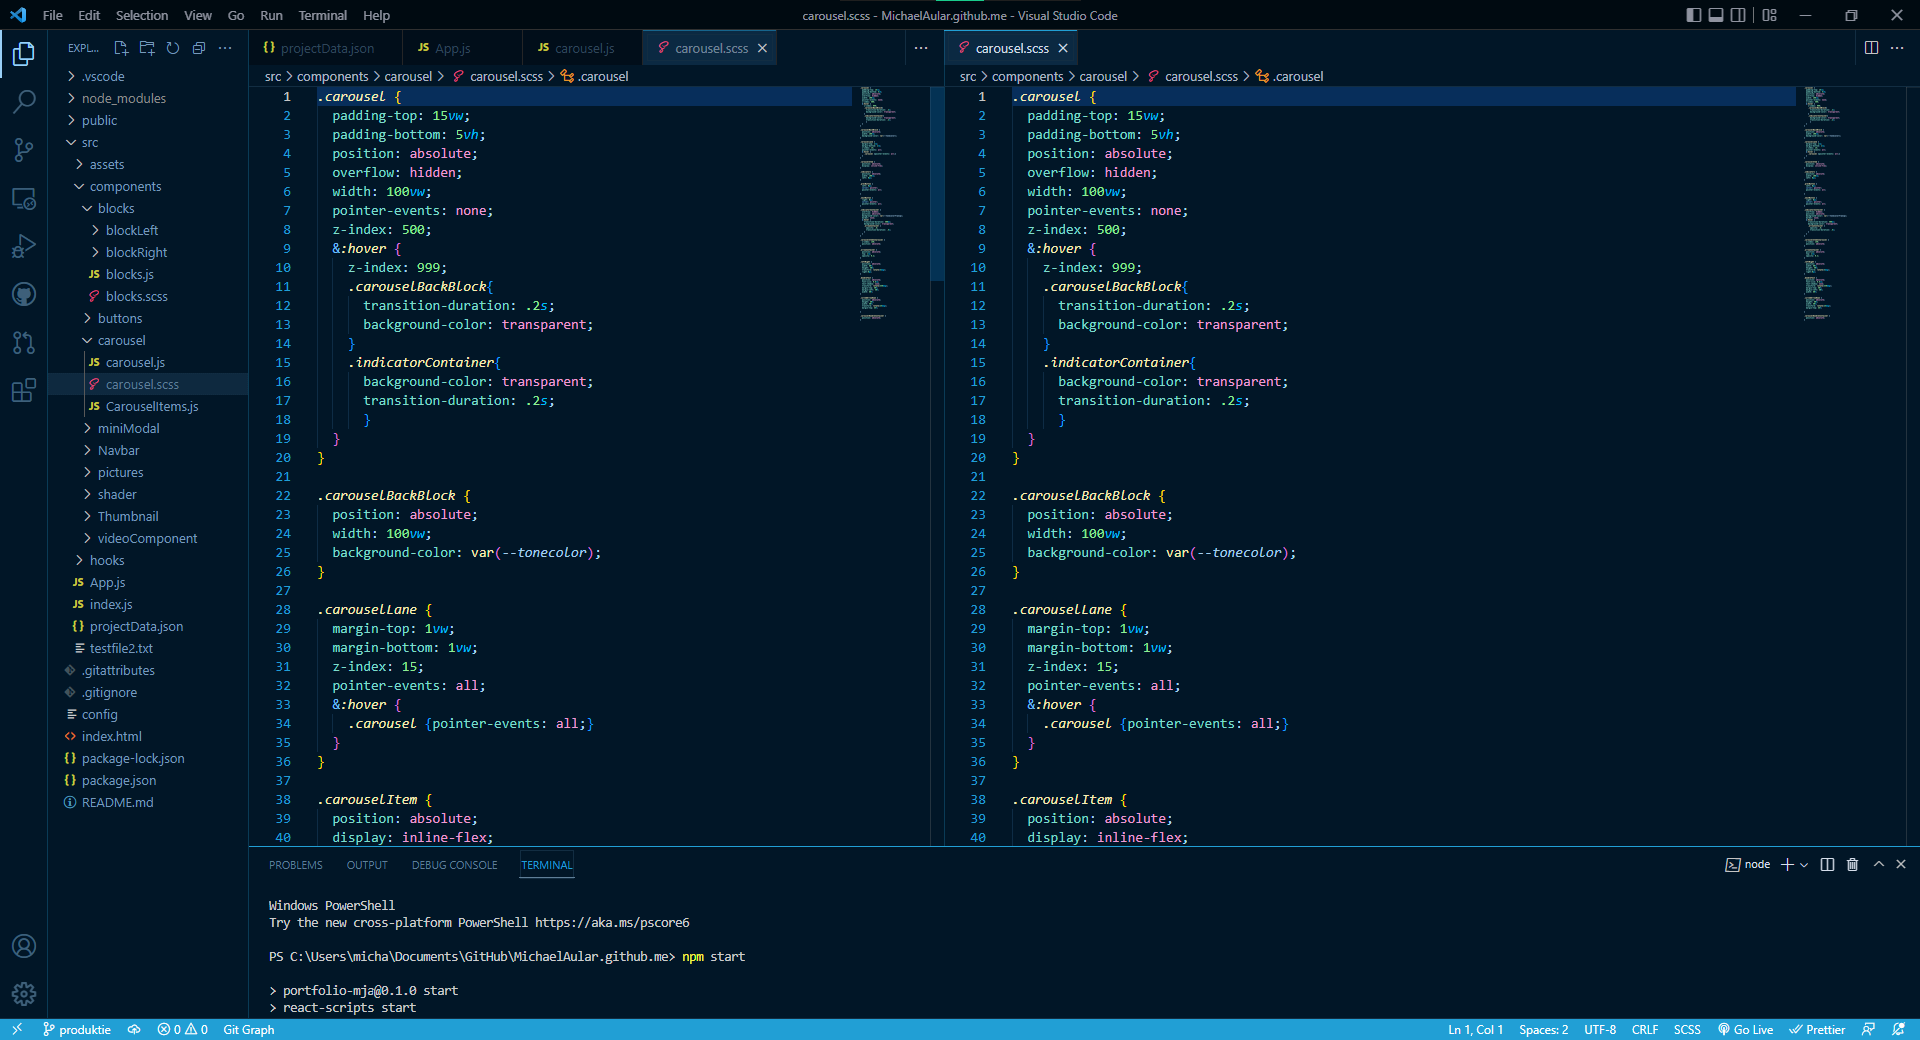 File Edit Selection View Go Run Terminal Help
carousel.scss - MichaelAular.github.me - Visual Studio Code
EXPL...
.vscode
node_modules
public
src
assets
components
blocks
blockLeft
blockRight
JS blocks.js
blocks.scss
buttons
carousel
JS carousel.js
carousel.scss
JS CarouselItems.js
miniModal
Navbar
pictures
shader
Thumbnail
videoComponent
hooks
JS App.js
JS index.js
{} projectData.json
testfile2.txt
.gitattributes
.gitignore
config
<> index.html
{} package-lock.json
{} package.json
README.md
{} projectData.json
JS App.js
JS carousel.js
carousel.scss
src > components > carousel > carousel.scss > .carousel
1 .carousel {
2 padding-top: 15vw;
3 padding-bottom: 5vh;
4 position: absolute;
5 overflow: hidden;
6 width: 100vw;
7 pointer-events: none;
8 z-index: 500;
9 &:hover {
10 z-index: 999;
11 .carouselBackBlock{
12 transition-duration: .2s;
13 background-color: transparent;
14 }
15 .indicatorContainer{
16 background-color: transparent;
17 transition-duration: .2s;
18 }
19 }
20 }
21
22 .carouselBackBlock {
23 position: absolute;
24 width: 100vw;
25 background-color: var(--tonecolor);
26 }
27
28 .carouselLane {
29 margin-top: 1vw;
30 margin-bottom: 1vw;
31 z-index: 15;
32 pointer-events: all;
33 &:hover {
34 .carousel {pointer-events: all;}
35 }
36 }
37
38 .carouselItem {
39 position: absolute;
40 display: inline-flex;
carousel.scss
src > components > carousel > carousel.scss > .carousel
1 .carousel {
2 padding-top: 15vw;
3 padding-bottom: 5vh;
4 position: absolute;
5 overflow: hidden;
6 width: 100vw;
7 pointer-events: none;
8 z-index: 500;
9 &:hover {
10 z-index: 999;
11 .carouselBackBlock{
12 transition-duration: .2s;
13 background-color: transparent;
14 }
15 .indicatorContainer{
16 background-color: transparent;
17 transition-duration: .2s;
18 }
19 }
20 }
21
22 .carouselBackBlock {
23 position: absolute;
24 width: 100vw;
25 background-color: var(--tonecolor);
26 }
27
28 .carouselLane {
29 margin-top: 1vw;
30 margin-bottom: 1vw;
31 z-index: 15;
32 pointer-events: all;
33 &:hover {
34 .carousel {pointer-events: all;}
35 }
36 }
37
38 .carouselItem {
39 position: absolute;
40 display: inline-flex;
PROBLEMS OUTPUT DEBUG CONSOLE TERMINAL
node
Windows PowerShell
Try the new cross-platform PowerShell https://aka.ms/pscore6
PS C:\Users\micha\Documents\GitHub\MichaelAular.github.me> npm start
> portfolio-mja@0.1.0 start
> react-scripts start
produktie 0 0 Git Graph
Ln 1, Col 1 Spaces: 2 UTF-8 CRLF SCSS Go Live Prettier